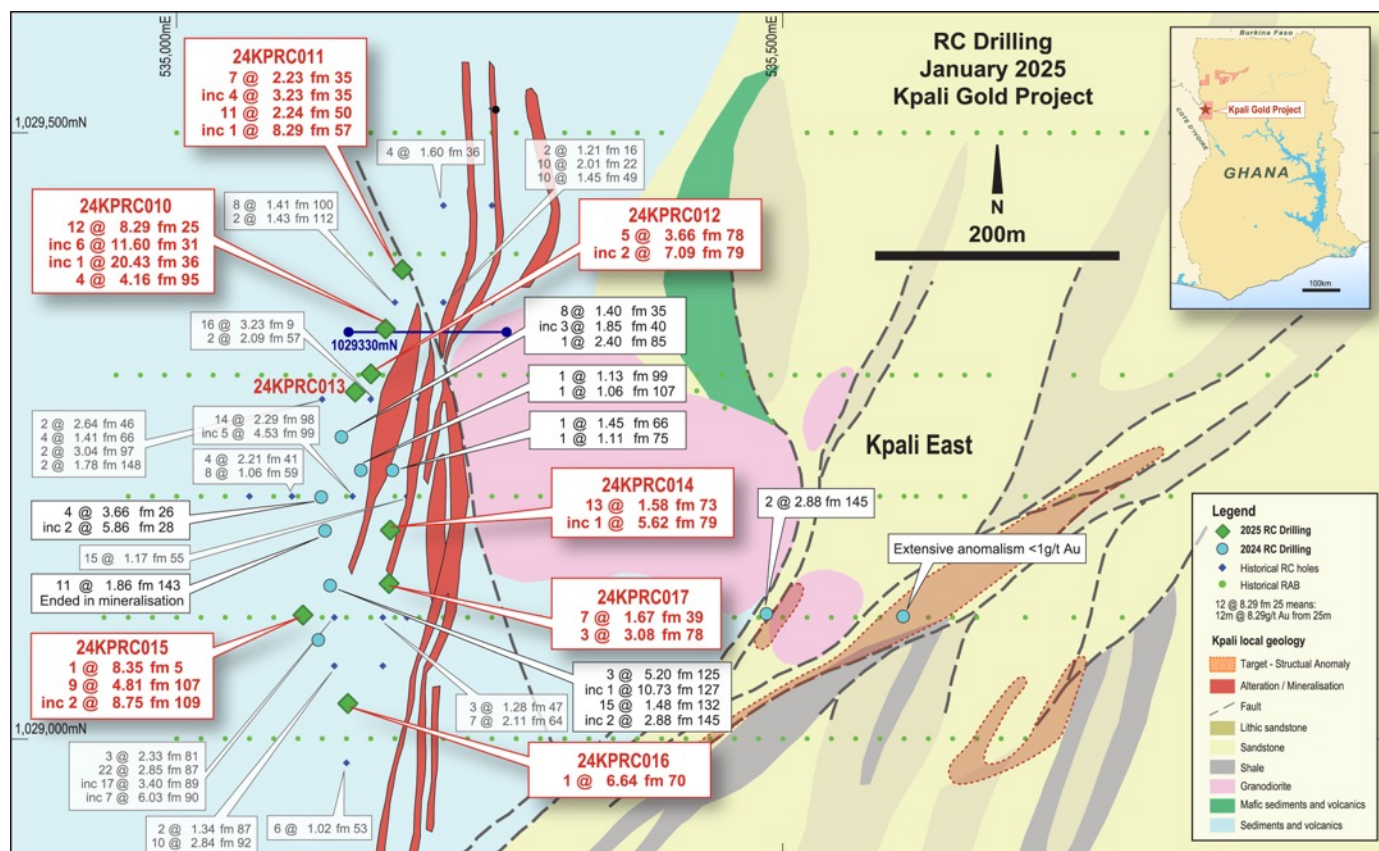 535,000mE
535,500mE
1,029,500mN
1,029,000mN
RC Drilling
January 2025
Kpali Gold Project
N
200m
24KPRC011
7 @ 2.23 fm 35
inc 4 @ 3.23 fm 35
11 @ 2.24 fm 50
inc 1 @ 8.29 fm 57
4 @ 1.60 fm 36
2 @ 1.21 fm 16
10 @ 2.01 fm 22
10 @ 1.45 fm 49
8 @ 1.41 fm 100
2 @ 1.43 fm 112
24KPRC010
12 @ 8.29 fm 25
inc 6 @ 11.60 fm 31
inc 1 @ 20.43 fm 36
4 @ 4.16 fm 95
24KPRC012
5 @ 3.66 fm 78
inc 2 @ 7.09 fm 79
16 @ 3.23 fm 9
2 @ 2.09 fm 57
1029330mN
8 @ 1.40 fm 35
inc 3 @ 1.85 fm 40
1 @ 2.40 fm 85
24KPRC013
1 @ 1.13 fm 99
1 @ 1.06 fm 107
2 @ 2.64 fm 46
4 @ 1.41 fm 66
2 @ 3.04 fm 97
2 @ 1.78 fm 148
14 @ 2.29 fm 98
inc 5 @ 4.53 fm 99
1 @ 1.45 fm 66
1 @ 1.11 fm 75
4 @ 2.21 fm 41
8 @ 1.06 fm 59
Kpali East
24KPRC014
13 @ 1.58 fm 73
inc 1 @ 5.62 fm 79
2 @ 2.88 fm 145
4 @ 3.66 fm 26
inc 2 @ 5.86 fm 28
15 @ 1.17 fm 55
Extensive anomalism <1g/t Au
11 @ 1.86 fm 143
Ended in mineralisation
24KPRC017
7 @ 1.67 fm 39
3 @ 3.08 fm 78
24KPRC015
1 @ 8.35 fm 5
9 @ 4.81 fm 107
inc 2 @ 8.75 fm 109
3 @ 5.20 fm 125
inc 1 @ 10.73 fm 127
15 @ 1.48 fm 132
inc 2 @ 2.88 fm 145
3 @ 1.28 fm 47
7 @ 2.11 fm 64
24KPRC016
1 @ 6.64 fm 70
3 @ 2.33 fm 81
22 @ 2.85 fm 87
inc 17 @ 3.40 fm 89
inc 7 @ 6.03 fm 90
2 @ 1.34 fm 87
10 @ 2.84 fm 92
6 @ 1.02 fm 53
Burkina Faso
Kpali Gold Project
COTE D'IVOIRE
GHANA
100km
Legend
2025 RC Drilling
2024 RC Drilling
Historical RC holes
Historical RAB
12 @ 8.29 fm 25 means:
12m @ 8.29g/t Au from 25m
Kpali local geology
Target - Structual Anomaly
Alteration / Mineralisation
Fault
Lithic sandstone
Sandstone
Shale
Granodiorite
Mafic sediments and volcanics
Sediments and volcanics